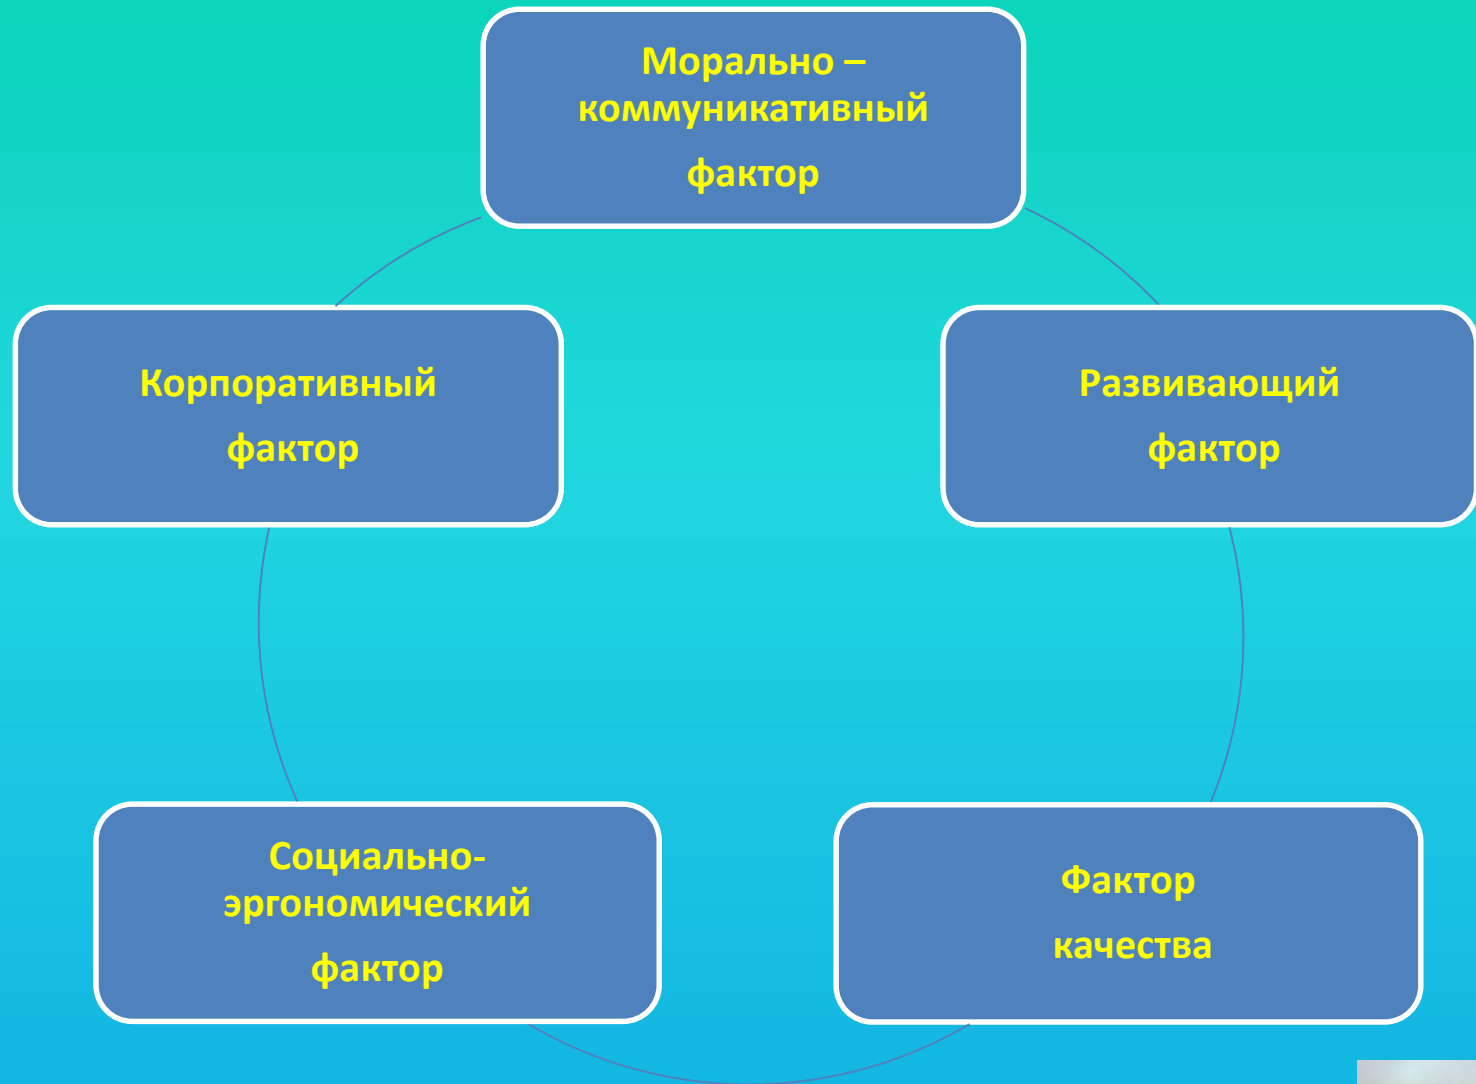 Морально –
коммуникативный
фактор
Корпоративный
фактор
Развивающий
фактор
Социально-
эргономический
фактор
Фактор
качества